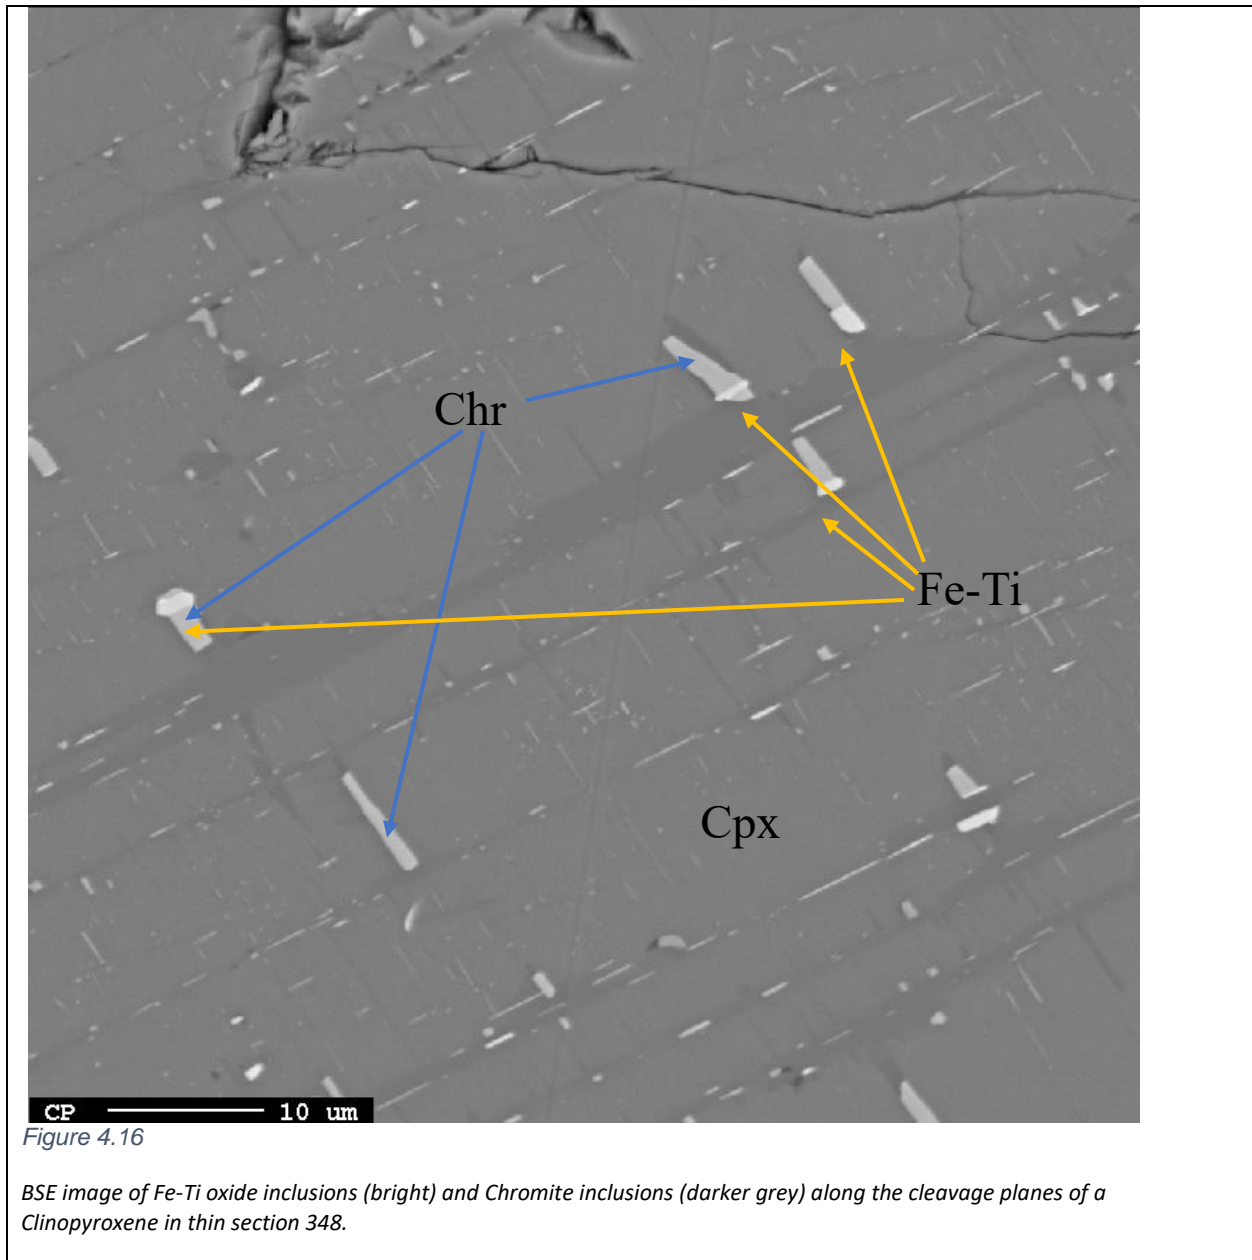 Chr
Fe-Ti
Cpx
CP 10 um
Figure 4.16
BSE image of Fe-Ti oxide inclusions (bright) and Chromite inclusions (darker grey) along the cleavage planes of a
Clinopyroxene in thin section 348.